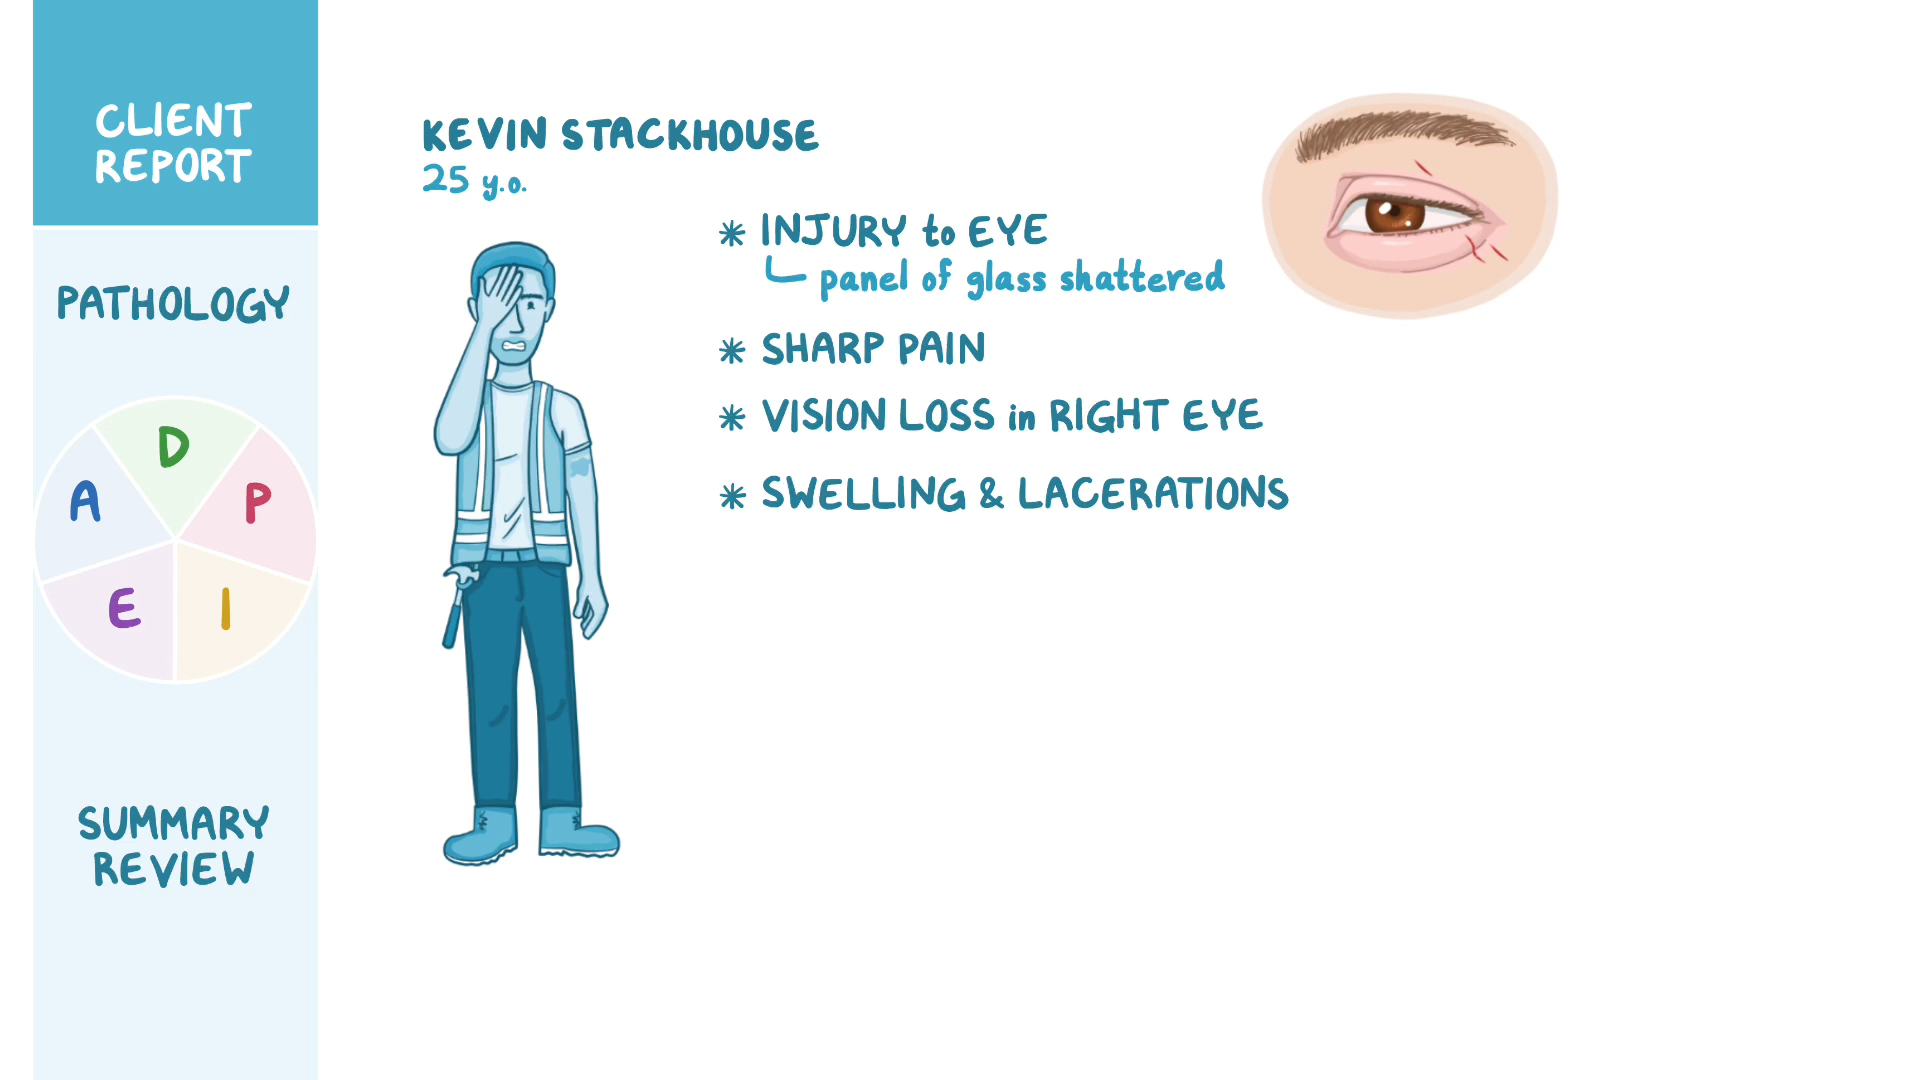 CLIENT
REPORT
PATHOLOGY
A
D
P
E
I
SUMMARY
REVIEW
KEVIN STACKHOUSE
25 y.o.
* INJURY to EYE
panel of glass shattered
* SHARP PAIN
* VISION LOSS in RIGHT EYE
* SWELLING & LACERATIONS